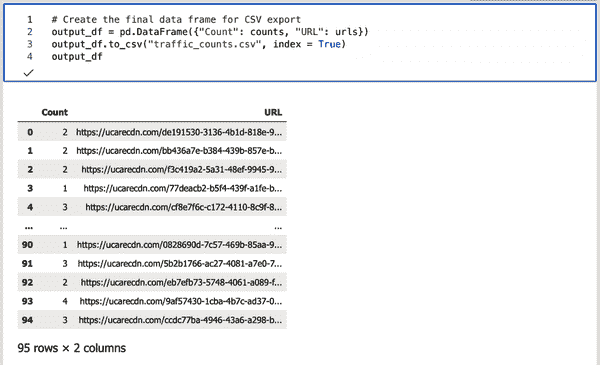 1 # Create the final data frame for CSV export
2 output_df = pd.DataFrame({"Count": counts, "URL": urls})
3 output_df.to_csv("traffic_counts.csv", index = True)
4 output_df
Count URL
0 2 https://ucarecdn.com/de191530-3136-4b1d-818e-9...
1 2 https://ucarecdn.com/bb436a7e-b384-439b-857e-b...
2 2 https://ucarecdn.com/f3c419a2-5a31-48ef-9945-9...
3 1 https://ucarecdn.com/77deacb2-b5f4-439f-a1fe-b...
4 3 https://ucarecdn.com/cf8e7f6c-c172-4110-8c9f-8...
... ... ...
90 1 https://ucarecdn.com/0828690d-7c57-469b-85aa-9...
91 3 https://ucarecdn.com/5b2b1766-ac27-4081-a7e0-7...
92 2 https://ucarecdn.com/eb7efb73-5748-4061-a089-f...
93 4 https://ucarecdn.com/9af57430-1cba-4b7c-ad37-0...
94 3 https://ucarecdn.com/ccdc77ba-4946-43a6-a298-b...
95 rows × 2 columns